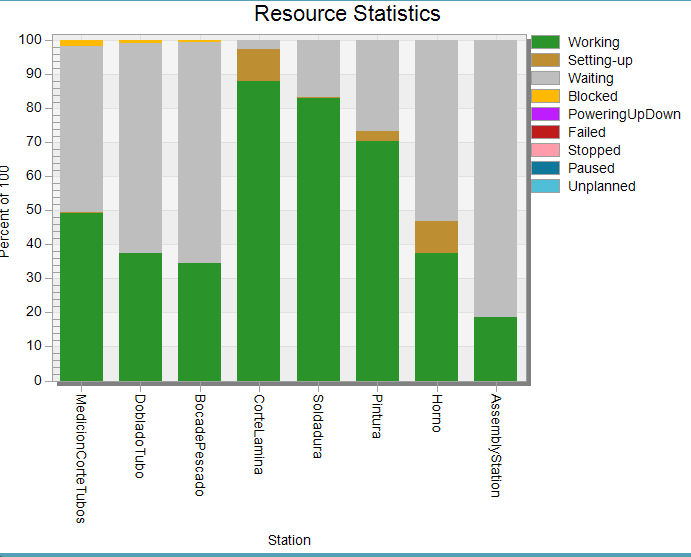 Resource Statistics
100
90
80
70
60
50
40
30
20
10
0
Percent of 100
MedicionCorteTubos
DobladoTubo
BocadePescado
CorteLamina
Soldadura
Pintura
Horno
AssemblyStation
Station
Working
Setting-up
Waiting
Blocked
PoweringUpDown
Failed
Stopped
Paused
Unplanned